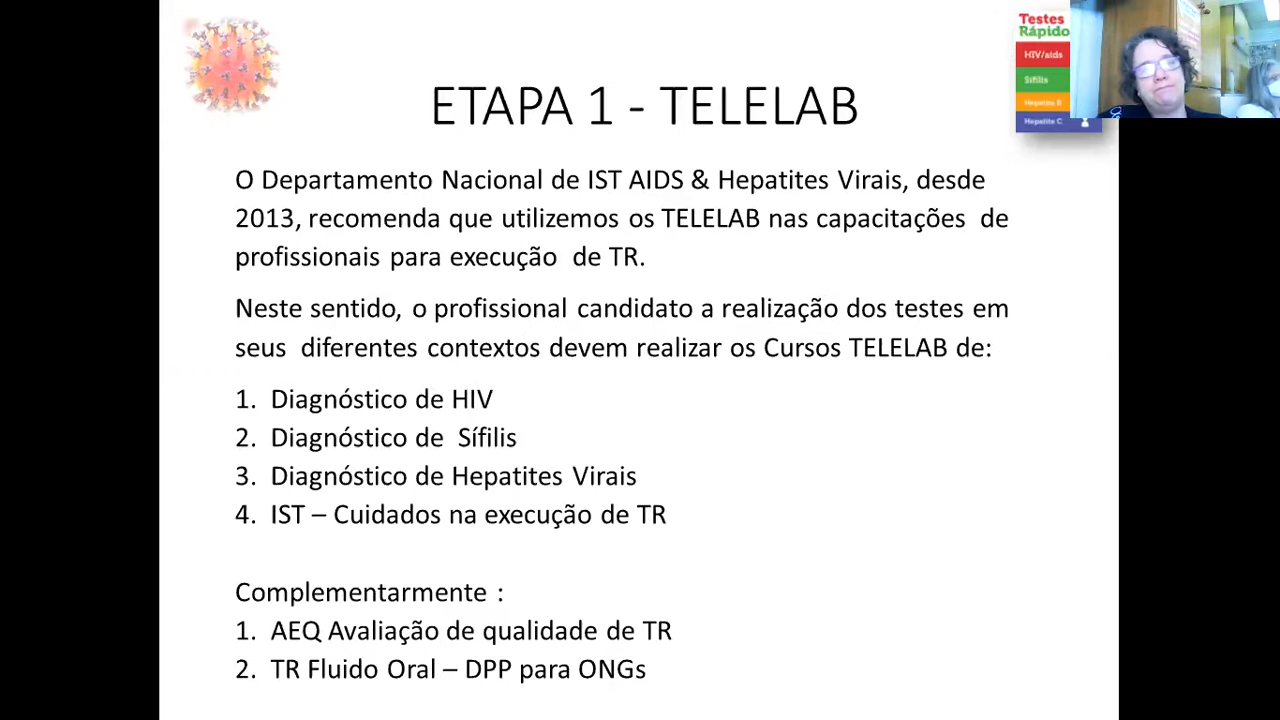 Testes
Rápido
HIV/aids
Sífilis
Hepatite B
Hepatite C
ETAPA 1 - TELELAB
O Departamento Nacional de IST AIDS & Hepatites Virais, desde
2013, recomenda que utilizemos os TELELAB nas capacitações de
profissionais para execução de TR.
Neste sentido, o profissional candidato a realização dos testes em
seus diferentes contextos devem realizar os Cursos TELELAB de:
1. Diagnóstico de HIV
2. Diagnóstico de Sífilis
3. Diagnóstico de Hepatites Virais
4. IST – Cuidados na execução de TR
Complementarmente :
1. AEQ Avaliação de qualidade de TR
2. TR Fluido Oral – DPP para ONGs